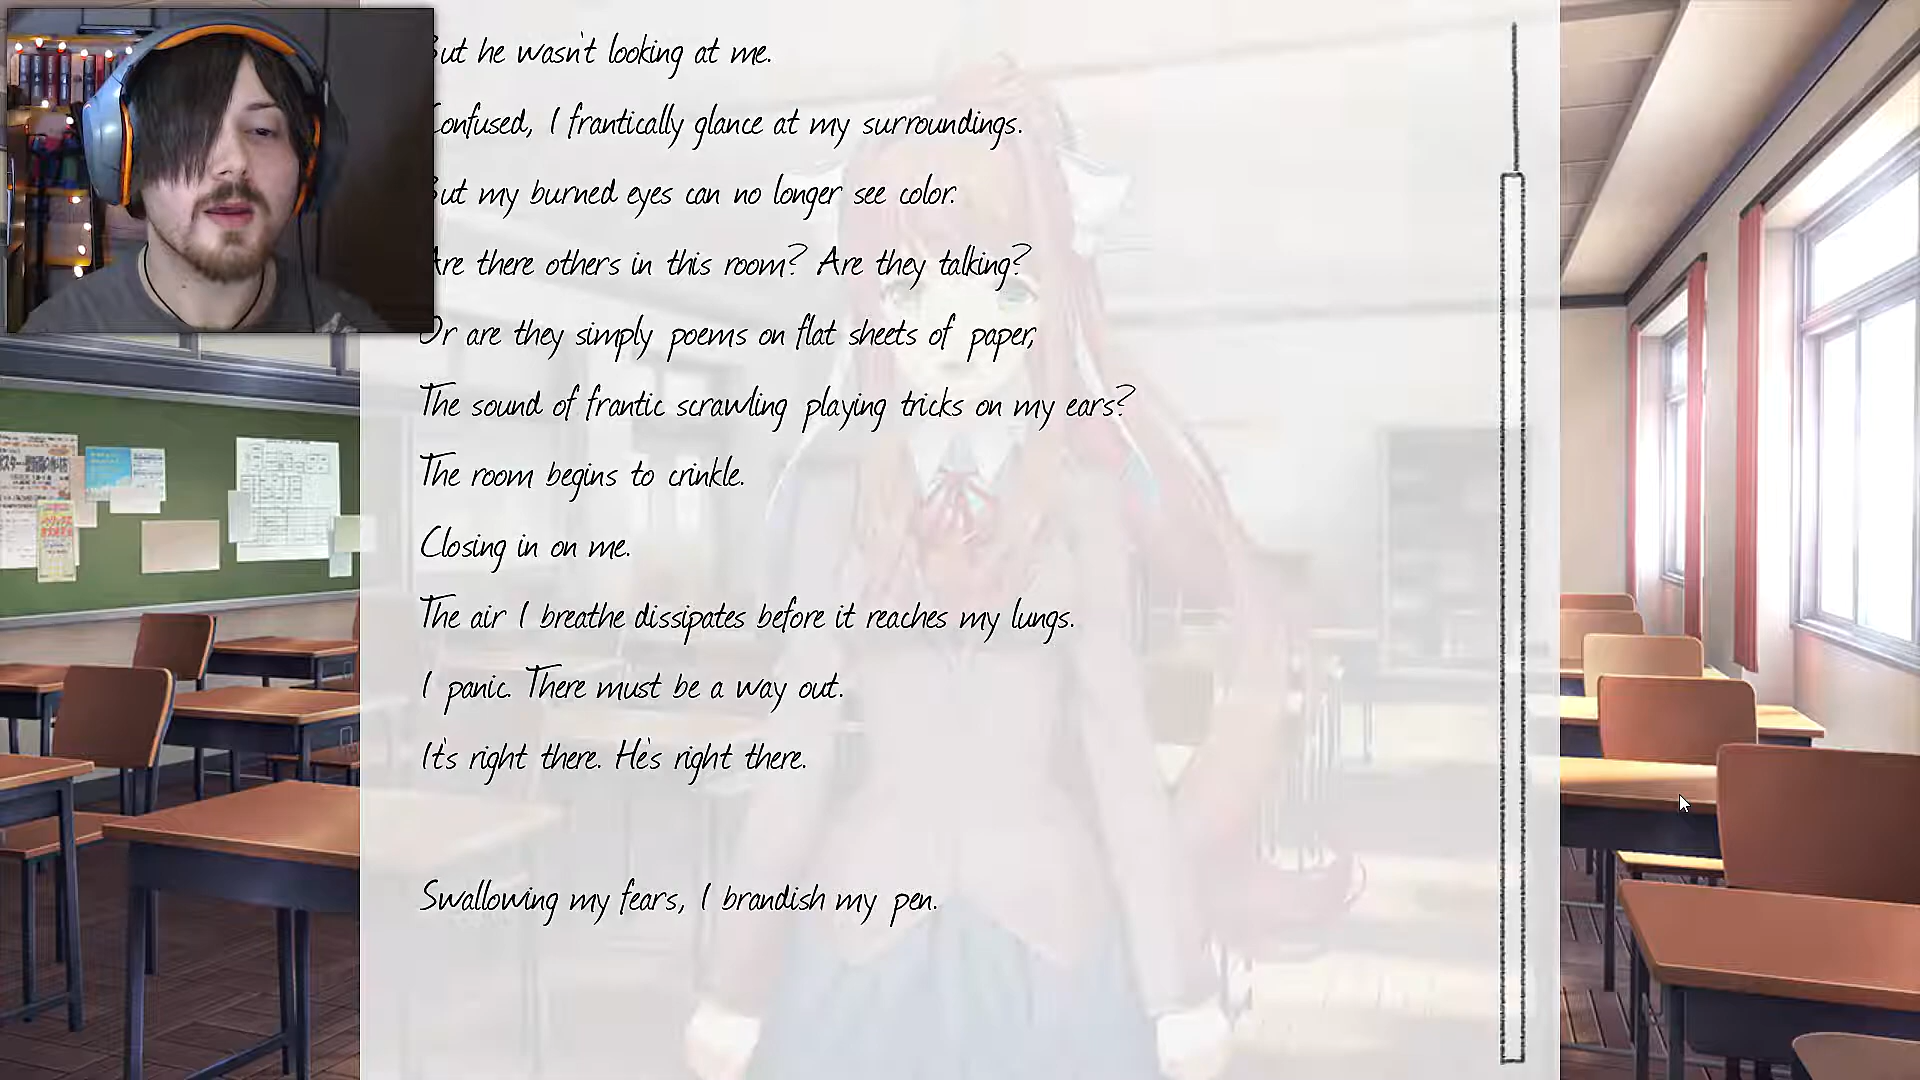 But he wasn't looking at me.
Confused, I frantically glance at my surroundings.
But my burned eyes can no longer see color.
Are there others in this room? Are they talking?
Or are they simply poems on flat sheets of paper,
The sound of frantic scrawling playing tricks on my ears?
The room begins to crinkle.
Closing in on me.
The air I breathe dissipates before it reaches my lungs.
I panic. There must be a way out.
It's right there. He's right there.
Swallowing my fears, I brandish my pen.